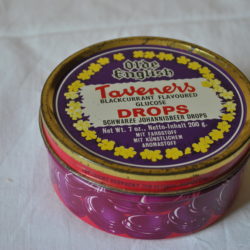 Olde
English
Taveners
BLACKCURRANT FLAVOURED
GLUCOSE
DROPS
SCHWARZE JOHANNISBEER DROPS
Net Wt. 7 oz., Netto-Inhalt 200 g.
MIT FARBSTOFF
MIT KÜNSTLICHEM
AROMASTOFF